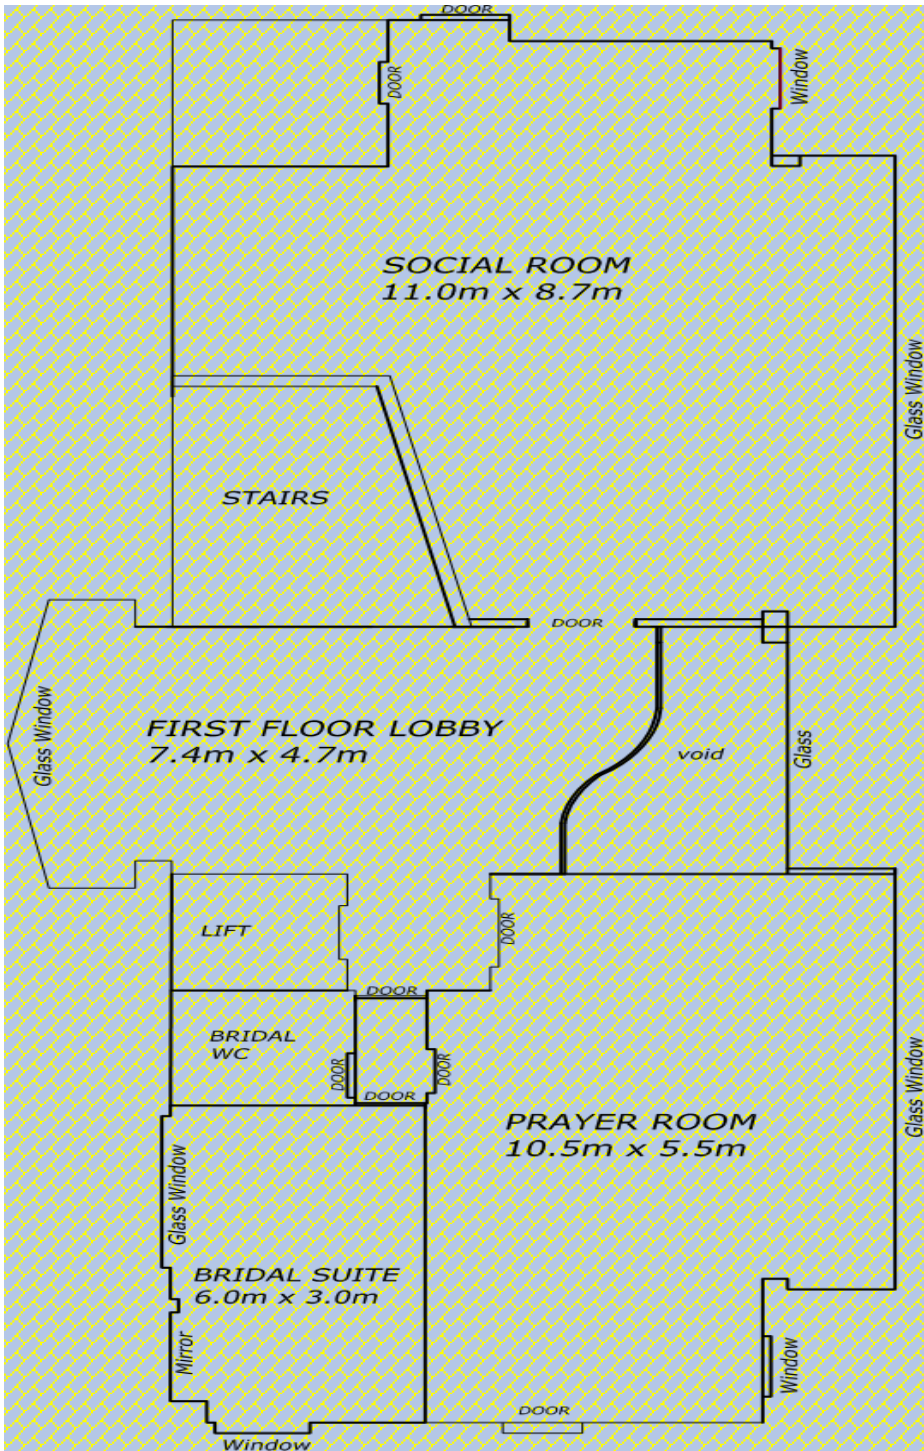 DOOR
DOOR
Window
SOCIAL ROOM
11.0m x 8.7m
Glass Window
STAIRS
DOOR
Glass Window
FIRST FLOOR LOBBY
7.4m x 4.7m
void
Glass
LIFT
DOOR
DOOR
BRIDAL
WC
DOOR
DOOR
DOOR
Glass Window
PRAYER ROOM
10.5m x 5.5m
Glass Window
BRIDAL SUITE
6.0m x 3.0m
Mirror
Window
DOOR
Window